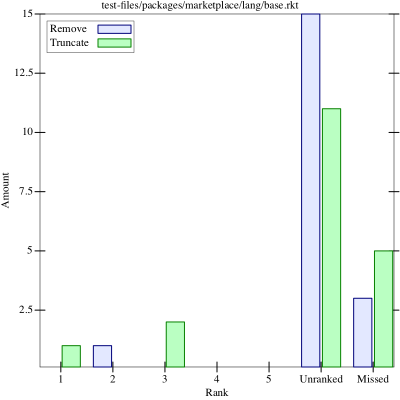 test-files/packages/marketplace/lang/base.rkt
Remove
Truncate
15
12.5
10
7.5
5
2.5
Amount
1 2 3 4 5 Unranked Missed
Rank